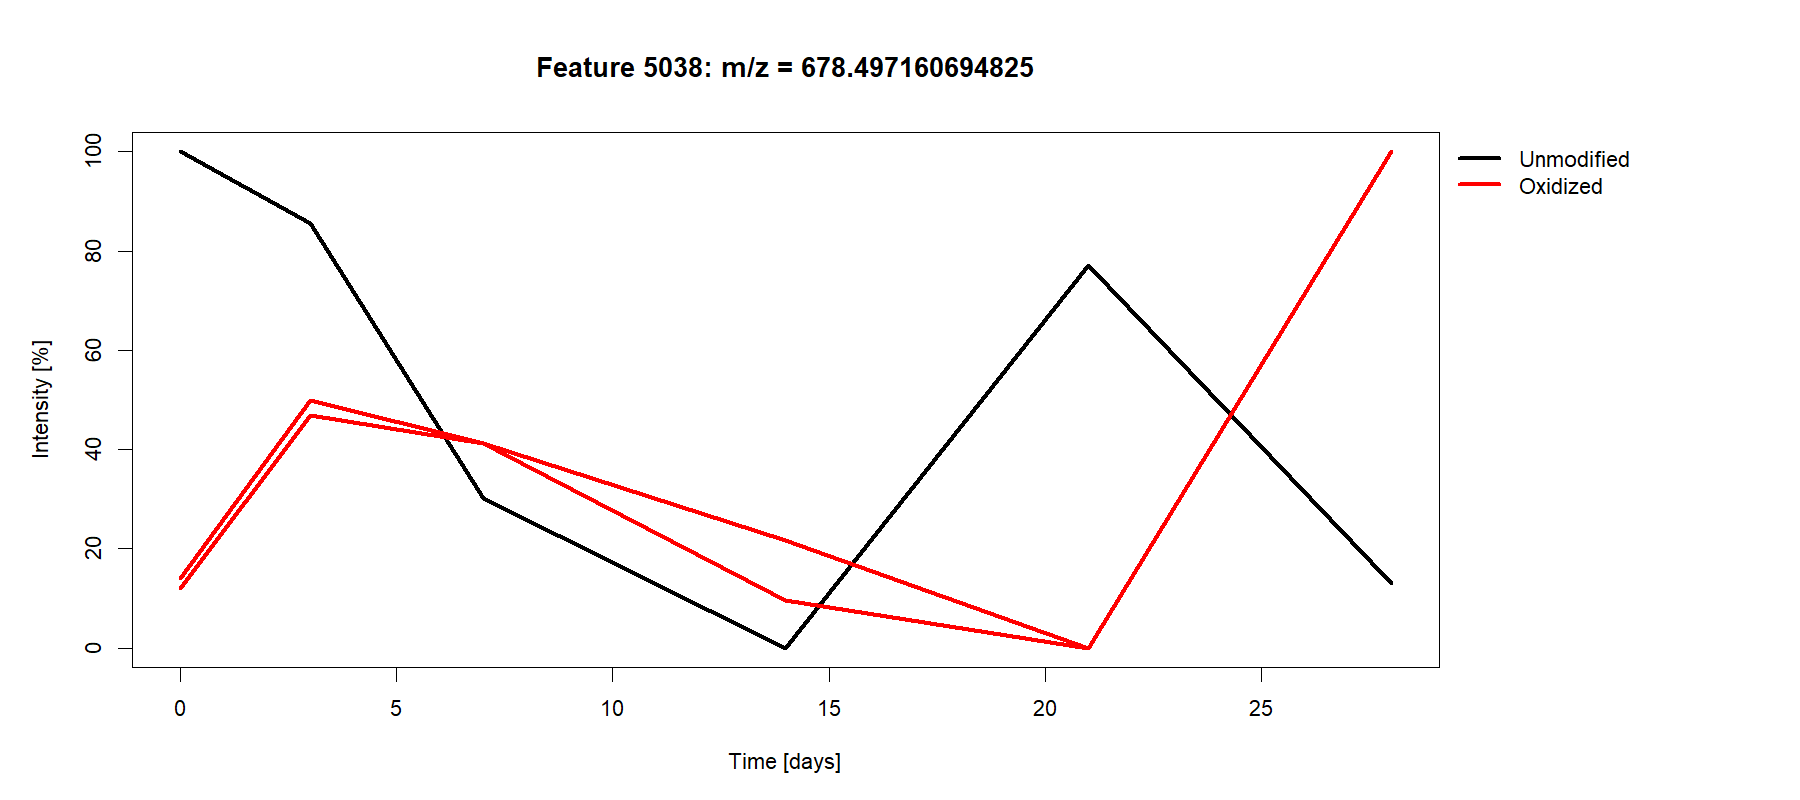 Feature 5038: m/z = 678.497160694825
Unmodified
Oxidized
100
80
60
40
20
0
Intensity [%]
0 5 10 15 20 25
Time [days]